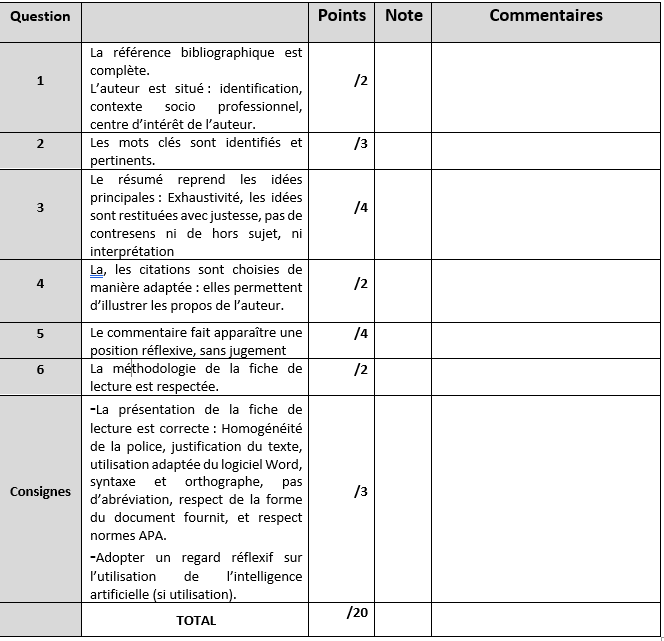 Question Points Note Commentaires
La référence bibliographique est
complète.
L’auteur est situé : identification,
contexte socio professionnel,
centre d’intérêt de l’auteur.
1 /2
2 Les mots clés sont identifiés et /3
pertinents.
Le résumé reprend les idées
principales : Exhaustivité, les idées
3 sont restituées avec justesse, pas de /4
contresens ni de hors sujet, ni
interprétation
La, les citations sont choisies de
4 manière adaptée : elles permettent /2
d’illustrer les propos de l’auteur.
5 Le commentaire fait apparaître une /4
position réflexive, sans jugement
6 La méthodologie de la fiche de /2
lecture est respectée.
-La présentation de la fiche de
lecture est correcte : Homogénéité
de la police, justification du texte,
utilisation adaptée du logiciel Word,
syntaxe et orthographe, pas
Consignes d’abréviation, respect de la forme /3
du document fournit, et respect
normes APA.
-Adopter un regard réflexif sur
l’utilisation de l’intelligence
artificielle (si utilisation).
TOTAL /20